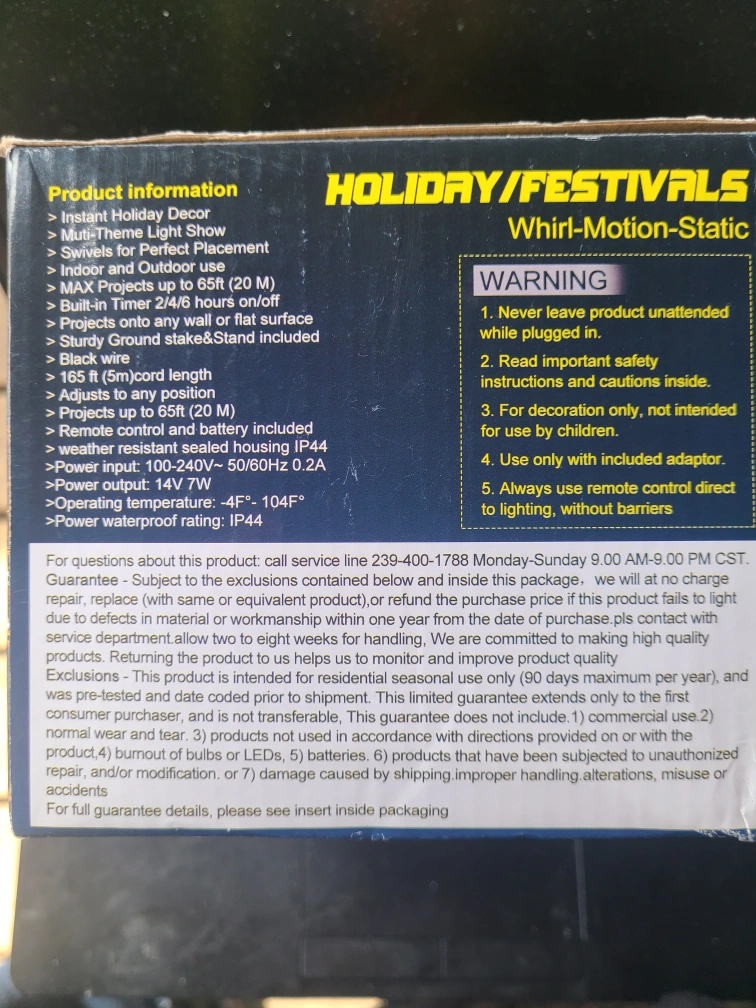 Product information
> Instant Holiday Decor
> Muti-Theme Light Show
> Swivels for Perfect Placement
> Indoor and Outdoor use
> MAX Projects up to 65ft (20 M)
> Built-in Timer 2/4/6 hours on/off
> Projects onto any wall or flat surface
> Sturdy Ground stake&Stand included
> Black wire :
> 165 ft (5m)cord length
> Adjusts to any position
> Projects up to 65ft (20 M)
> Remote control and battery included
> weather resistant sealed housing IP44
>Power input: 100-240V~ 50/60Hz 0.2A
>Power output: 14V 7W
>Operating temperature: -4F°- 104F°
>Power waterproof rating: IP44
HOLIDAY/FESTIVALS
Whirl-Motion-Static
WARNING
1. Never leave product unattended
while plugged in.
2. Read important safety
instructions and cautions inside.
3. For decoration only, not intended
for use by children.
4. Use only with included adaptor.
5. Always use remote control direct
to lighting, without barriers
For questions about this product: call service line 239-400-1788 Monday-Sunday 9.00 AM-9.00 PM CST.
Guarantee - Subject to the exclusions contained below and inside this package, we will at no charge
repair, replace (with same or equivalent product),or refund the purchase price if this product fails to light
due to defects in material or workmanship within one year from the date of purchase.pls contact with
service department.allow two to eight weeks for handling, We are committed to making high quality
products. Returning the product to us helps us to monitor and improve product quality
Exclusions - This product is intended for residential seasonal use only (90 days maximum per year), and
was pre-tested and date coded prior to shipment. This limited guarantee extends only to the first
consumer purchaser, and is not transferable, This guarantee does not include.1) commercial use.2)
normal wear and tear. 3) products not used in accordance with directions provided on or with the
product,4) burnout of bulbs or LEDs, 5) batteries. 6) products that have been subjected to unauthonized
repair, and/or modification. or 7) damage caused by shipping.improper handling.alterations, misuse or
accidents
For full guarantee details, please see insert inside packaging